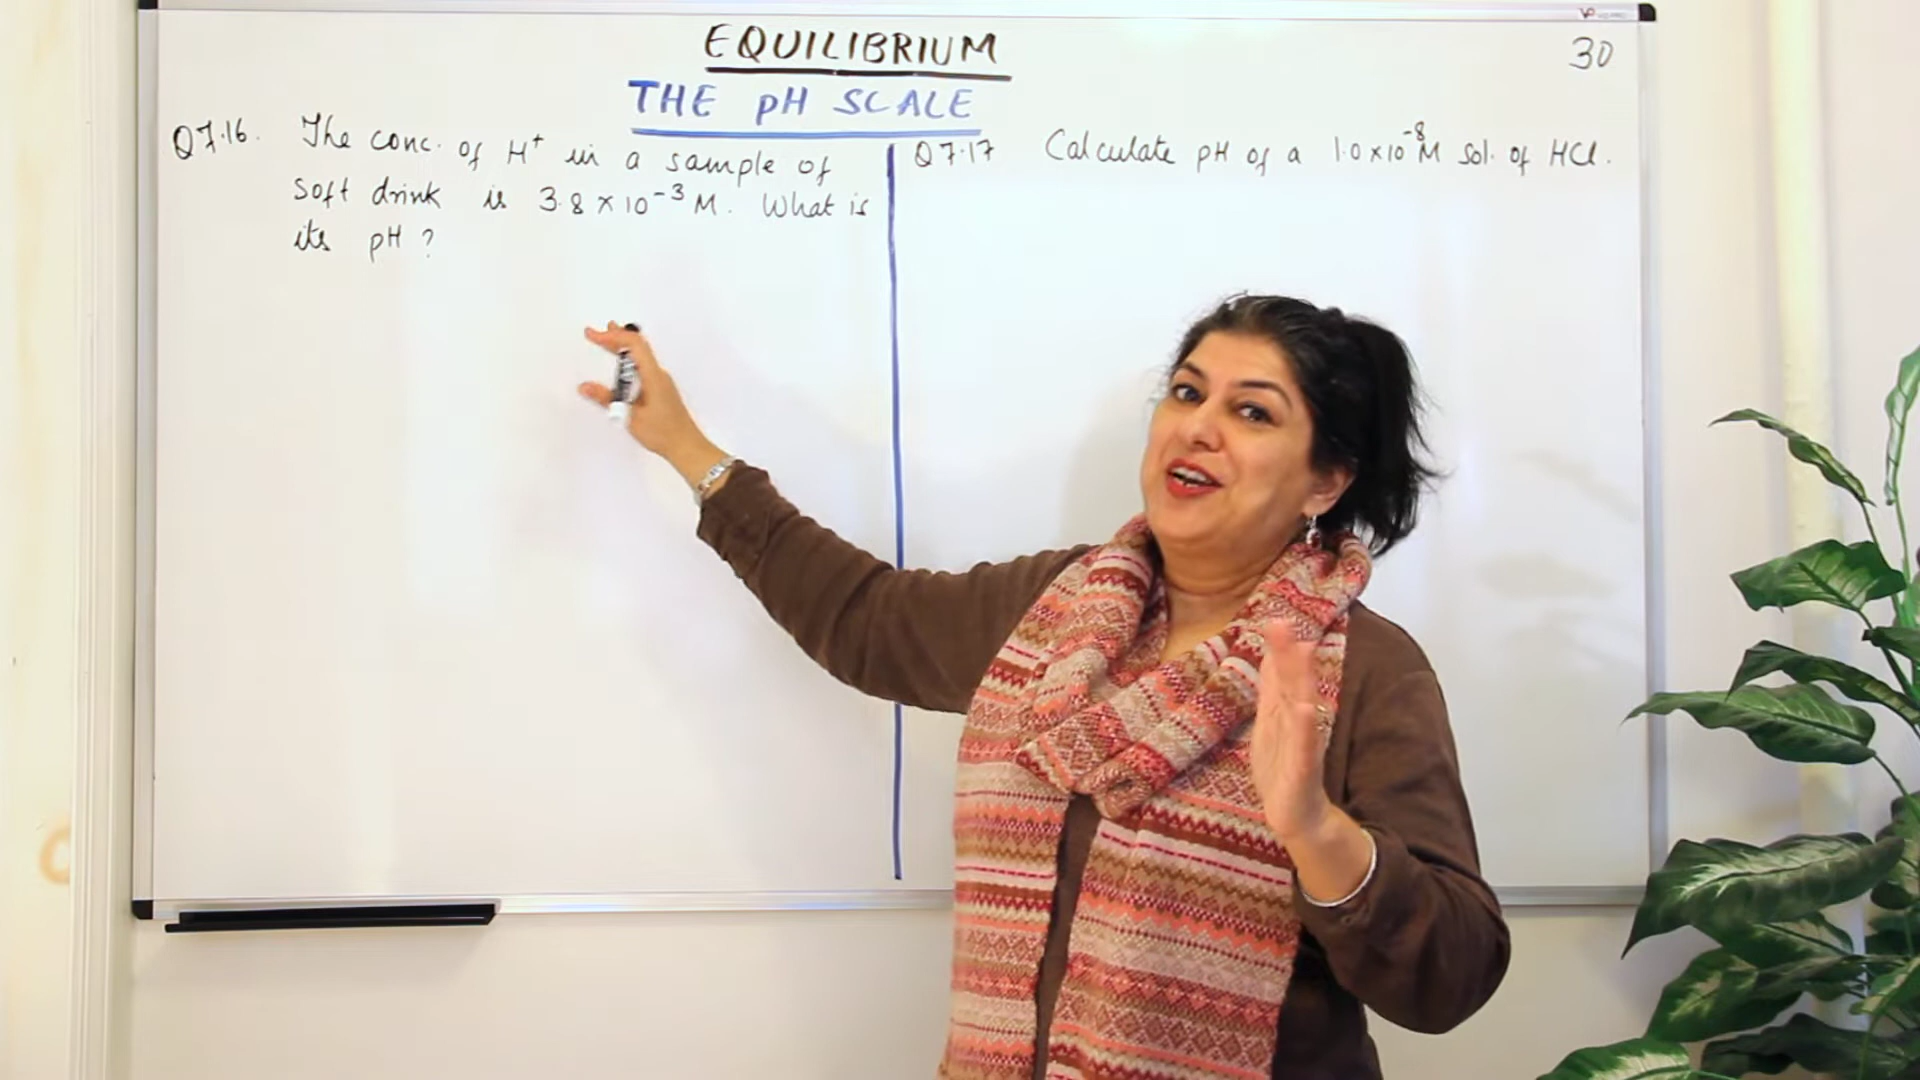 EQUILIBRIUM
30
THE pH SCALE
Q7.16. The conc. of H⁺ in a sample of
soft drink is 3.8 × 10⁻³ M. What is
its pH ?
Q7.17 Calculate pH of a 1.0×10⁻⁸M sol. of HCl.